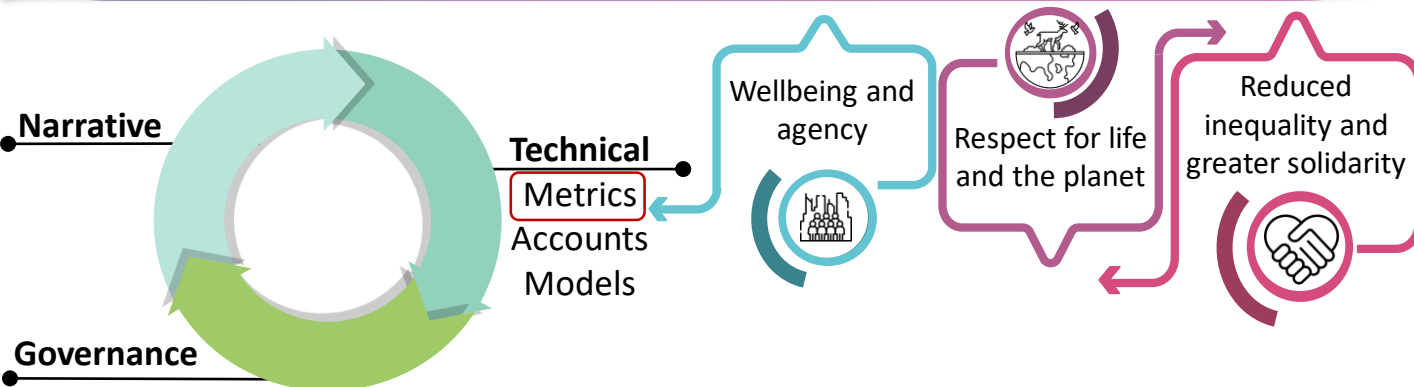 Narrative
Technical
Metrics
Accounts
Models
Governance
Wellbeing and
agency
Respect for life
and the planet
Reduced
inequality and
greater solidarity